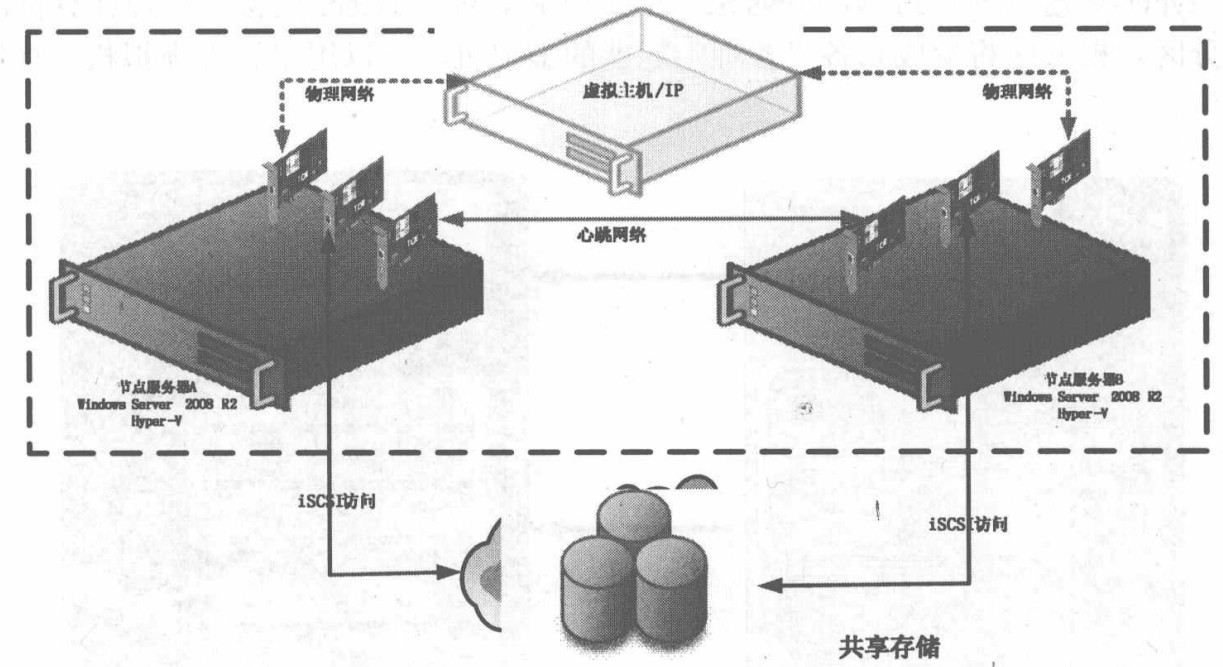 物理网络
虚拟主机/IP
物理网络
心跳网络
节点服务器A
Windows Server 2008 R2
Hyper-V
节点服务器B
Windows Server 2008 R2
Hyper-V
iSCSI访问
iSCSI访问
共享存储